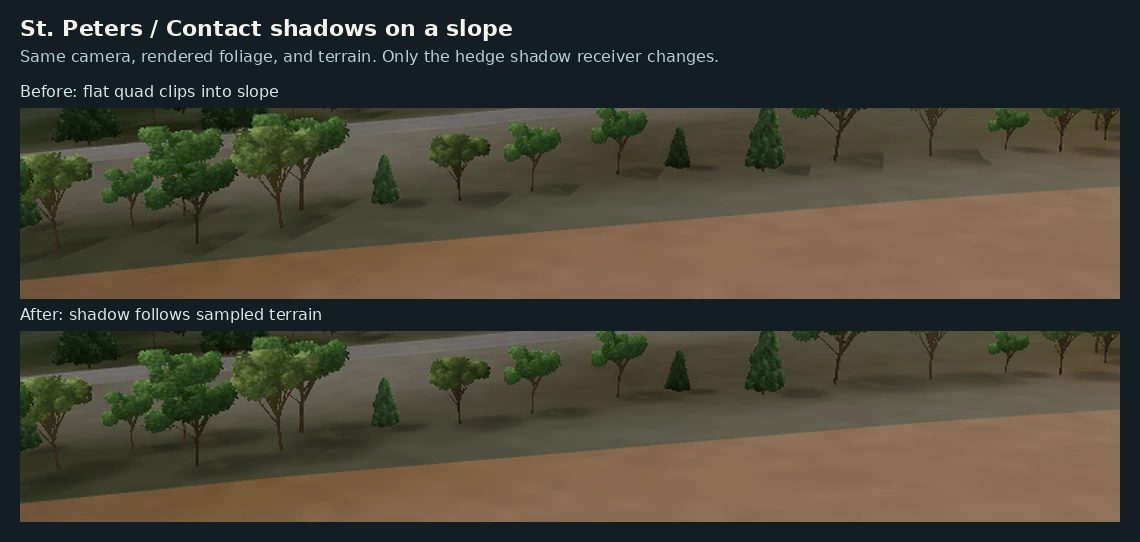 St. Peters / Contact shadows on a slope
Same camera, rendered foliage, and terrain. Only the hedge shadow receiver changes.
Before: flat quad clips into slope
After: shadow follows sampled terrain